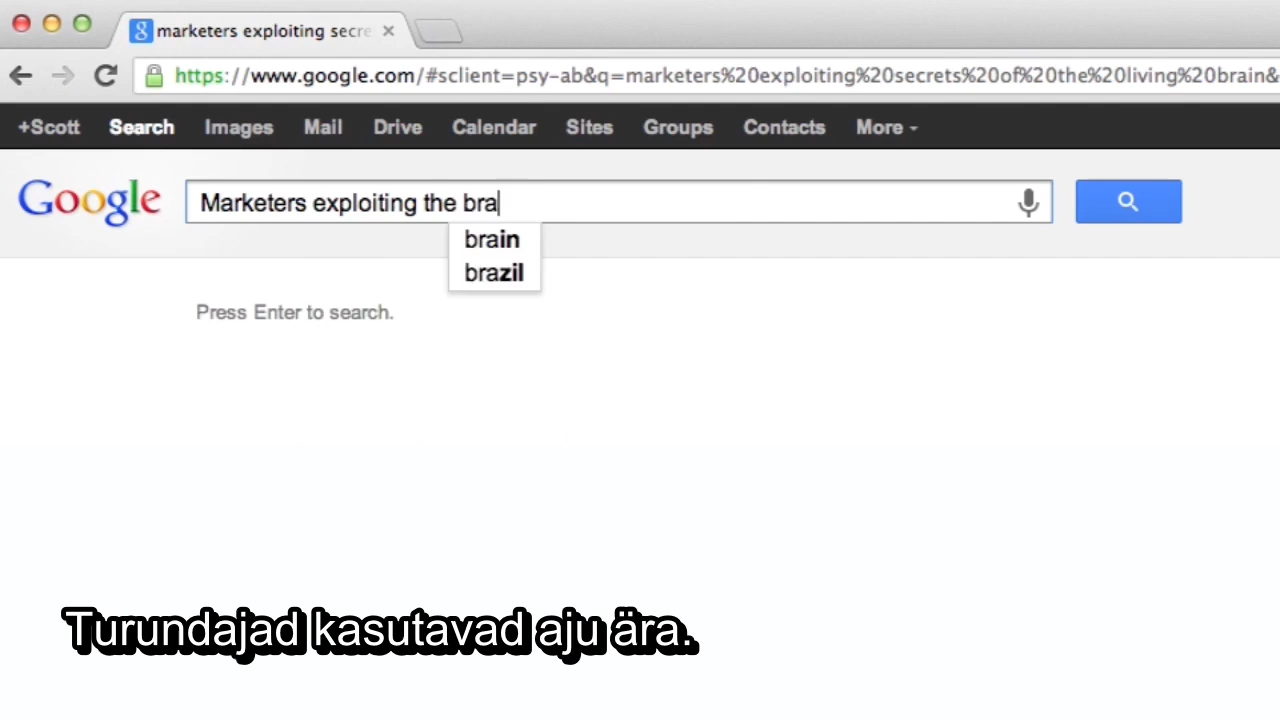 marketers exploiting secre
https://www.google.com/#sclient=psy-ab&q=marketers%20exploiting%20secrets%20of%20the%20living%20brain&
+Scott Search Images Mail Drive Calendar Sites Groups Contacts More
Google Marketers exploiting the bra
brain
brazil
Press Enter to search.
Turundajad kasutavad aju ära.